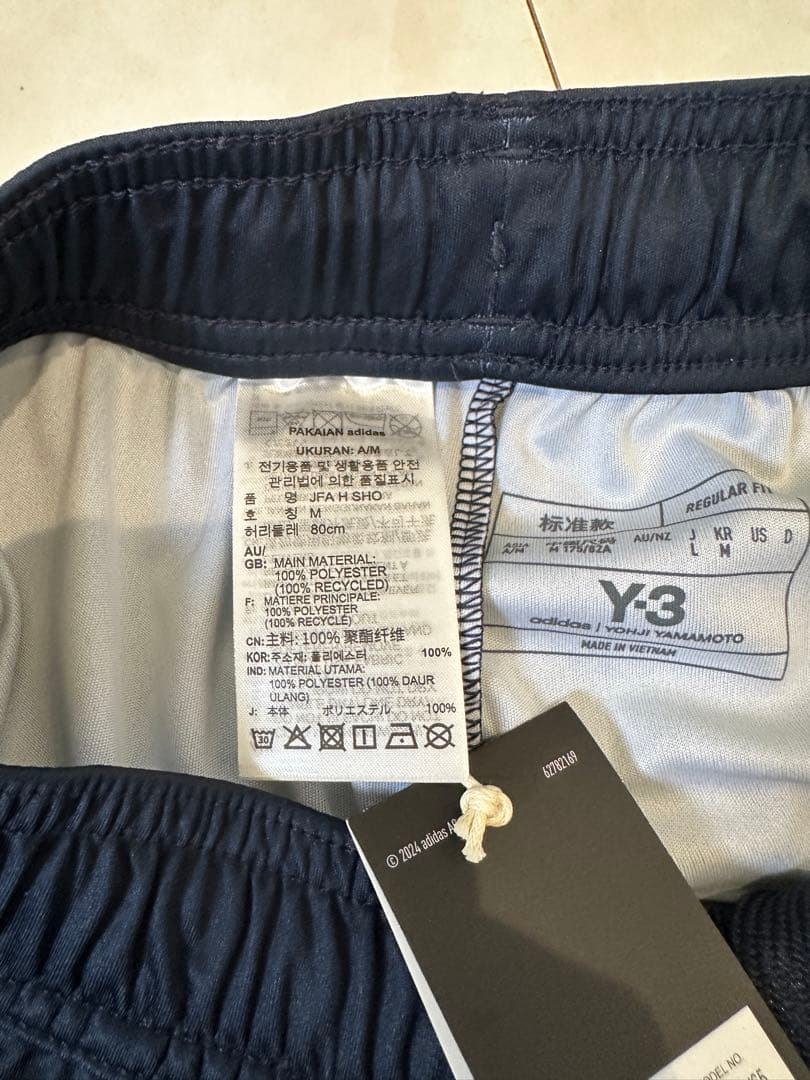 PAKAIAN adidas
UKURAN: A/M
전기용품 및 생활용품 안전
관리법에 의한 품질표시
품 명 JFA H SHO
호 칭 M
허리둘레 80cm
AU/
GB: MAIN MATERIAL:
100% POLYESTER
(100% RECYCLED)
F: MATIERE PRINCIPALE:
100% POLYESTER
(100% RECYCLÉ)
CN: 主料: 100% 聚酯纤维
KOR: 주소재: 폴리에스터 100%
IND: MATERIAL UTAMA:
100% POLYESTER (100% DAUR
ULANG)
J: 本体 ポリエステル 100%
30
标准款
REGULAR FIT
A/M
M 175/82A
AU/NZ
J
L
KR
M
US
D
Y-3
adidas | YOHJI YAMAMOTO
MADE IN VIETNAM
62782169
© 2024 adidas
MODEL NO